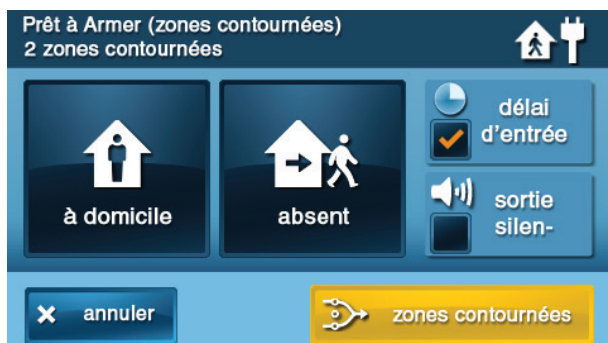 Prêt à Armer (zones contournées)
2 zones contournées
à domicile
absent
délai
d'entrée
sortie
silen-
annuler
zones contournées